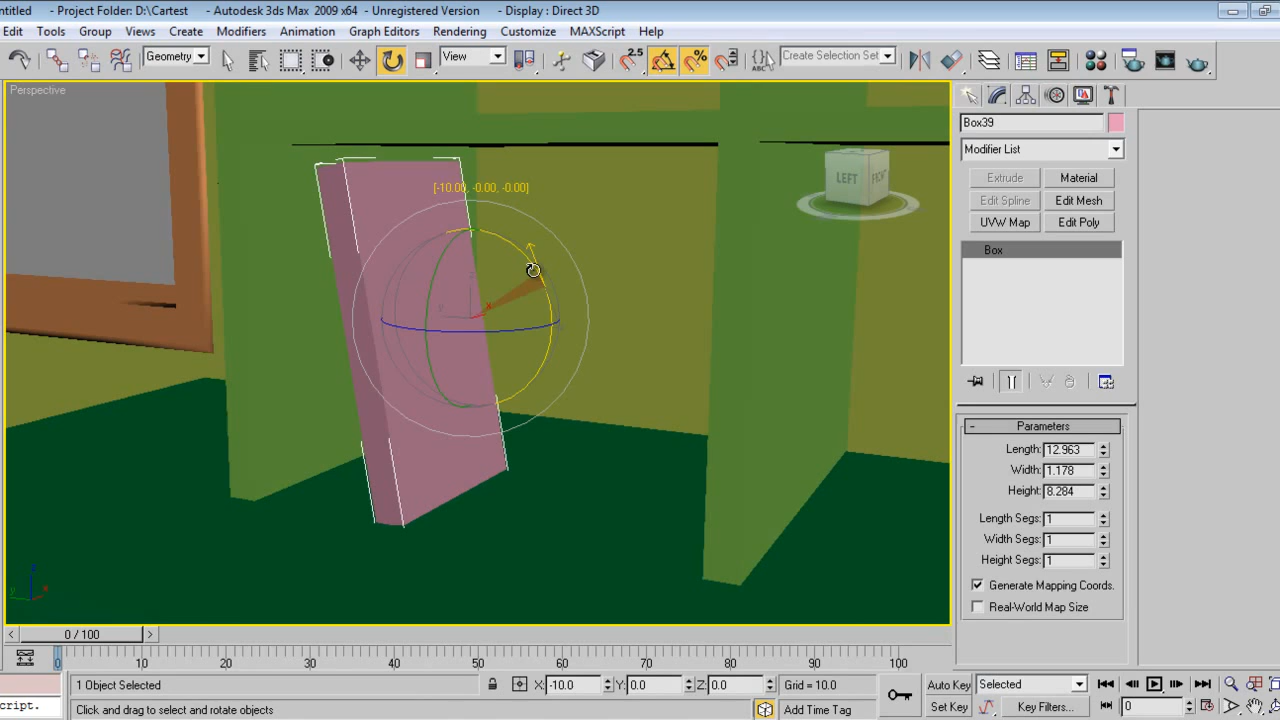 ntitled - Project Folder: D:\Cartest - Autodesk 3ds Max 2009 x64 - Unregistered Version - Display : Direct 3D
Edit Tools Group Views Create Modifiers Animation Graph Editors Rendering Customize MAXScript Help
Geometry View 2.5 % ABC Create Selection Set
Perspective
Box39
Modifier List
Extrude Material
Edit Spline Edit Mesh
UVW Map Edit Poly
Box
[-10.00, -0.00, -0.00]
LEFT FRONT
z
x
y
- Parameters
Length: 12.963
Width: 1.178
Height: 8.284
Length Segs: 1
Width Segs: 1
Height Segs: 1
Generate Mapping Coords.
Real-World Map Size
z
y x
< 0 / 100 >
0 10 20 30 40 50 60 70 80 90 100
1 Object Selected X: -10.0 Y: 0.0 Z: 0.0 Grid = 10.0 Auto Key Selected
cript. Click and drag to select and rotate objects Add Time Tag Set Key Key Filters... 0